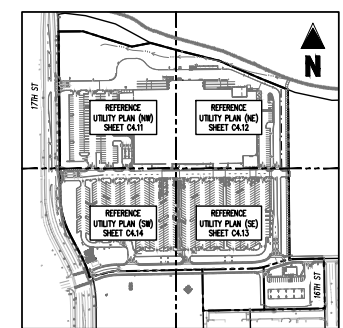 N
177TH ST
REFERENCE
UTILITY PLAN (NW)
SHEET C4.11
REFERENCE
UTILITY PLAN (NE)
SHEET C4.12
REFERENCE
UTILITY PLAN (SW)
SHEET C4.14
REFERENCE
UTILITY PLAN (SE)
SHEET C4.13
16TH ST